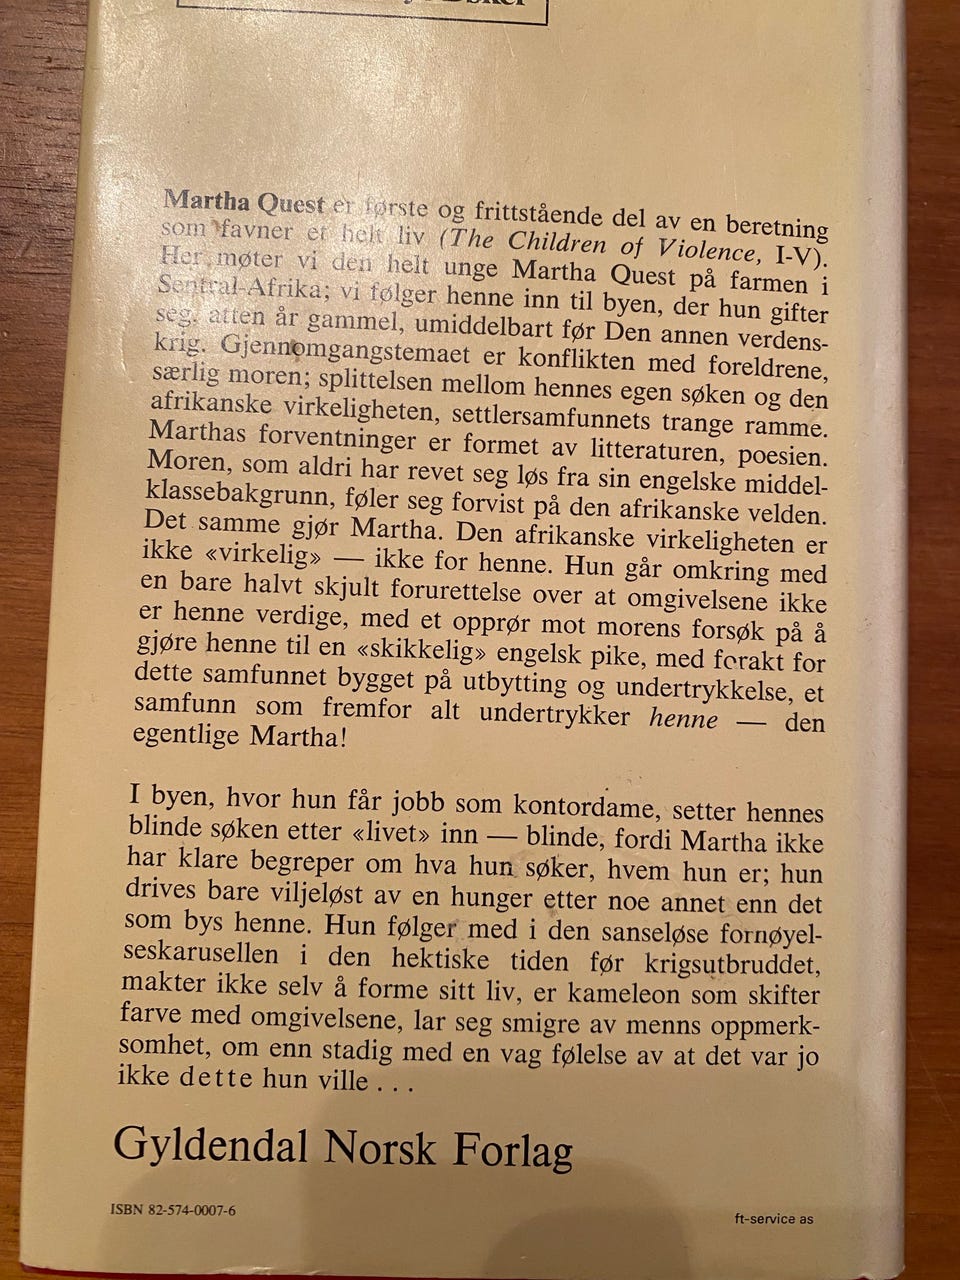 Martha Quest er første og frittstående del av en beretning
som favner et helt liv (The Children of Violence, I-V).
Her møter vi den helt unge Martha Quest på farmen i
Sentral-Afrika; vi følger henne inn til byen, der hun gifter
seg, atten år gammel, umiddelbart før Den annen verdens-
krig. Gjennomgangstemaet er konflikten med foreldrene,
særlig moren; splittelsen mellom hennes egen søken og den
afrikanske virkeligheten, settlersamfunnets trange ramme.
Marthas forventninger er formet av litteraturen, poesien.
Moren, som aldri har revet seg løs fra sin engelske middel-
klassebakgrunn, føler seg forvist på den afrikanske velden.
Det samme gjør Martha. Den afrikanske virkeligheten er
ikke «virkelig» — ikke for henne. Hun går omkring med
en bare halvt skjult forurettelse over at omgivelsene ikke
er henne verdige, med et opprør mot morens forsøk på å
gjøre henne til en «skikkelig» engelsk pike, med forakt for
dette samfunnet bygget på utbytting og undertrykkelse, et
samfunn som fremfor alt undertrykker henne — den
egentlige Martha!
I byen, hvor hun får jobb som kontordame, setter hennes
blinde søken etter «livet» inn — blinde, fordi Martha ikke
har klare begreper om hva hun søker, hvem hun er; hun
drives bare viljeløst av en hunger etter noe annet enn det
som bys henne. Hun følger med i den sanseløse fornøyel-
seskarusellen i den hektiske tiden før krigsutbruddet,
makter ikke selv å forme sitt liv, er kameleon som skifter
farve med omgivelsene, lar seg smigre av menns oppmerk-
somhet, om enn stadig med en vag følelse av at det var jo
ikke dette hun ville . . .
Gyldendal Norsk Forlag
ISBN 82-574-0007-6
ft-service as